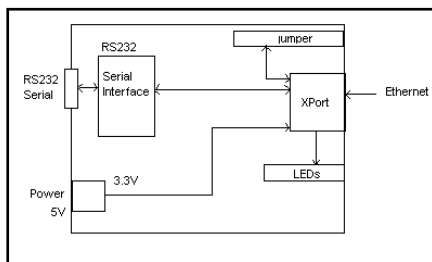 jumper
RS232
RS232
Serial
Serial
Interface
XPort
Ethernet
3.3V
Power
5V
LEDs